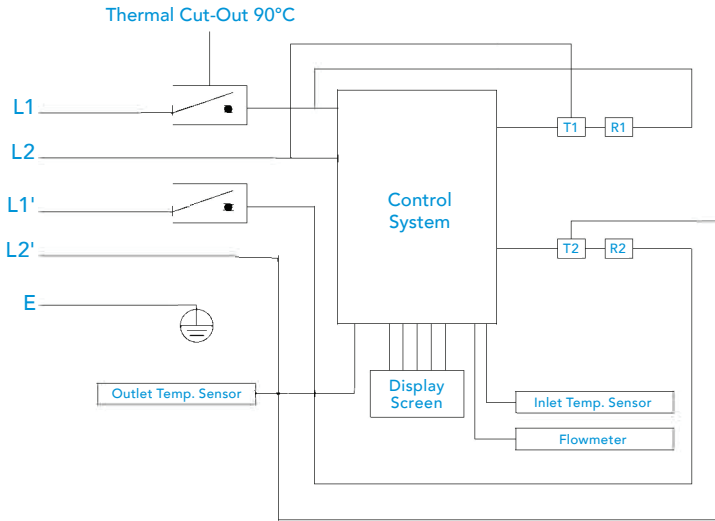 Thermal Cut-Out 90°C
L1
L2
L1'
L2'
E
Control
System
T1
R1
T2
R2
Outlet Temp. Sensor
Display
Screen
Inlet Temp. Sensor
Flowmeter